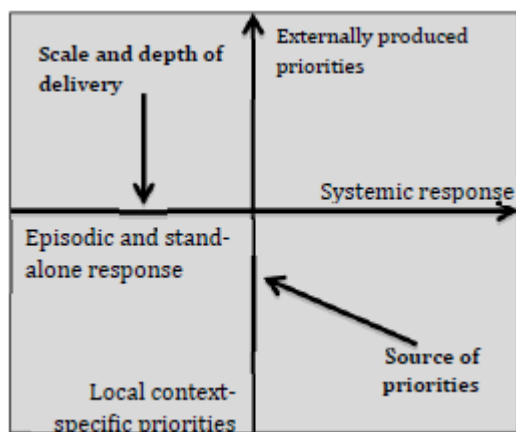 Scale and depth of
delivery
Externally produced
priorities
Systemic response
Episodic and stand-
alone response
Source of
priorities
Local context-
specific priorities